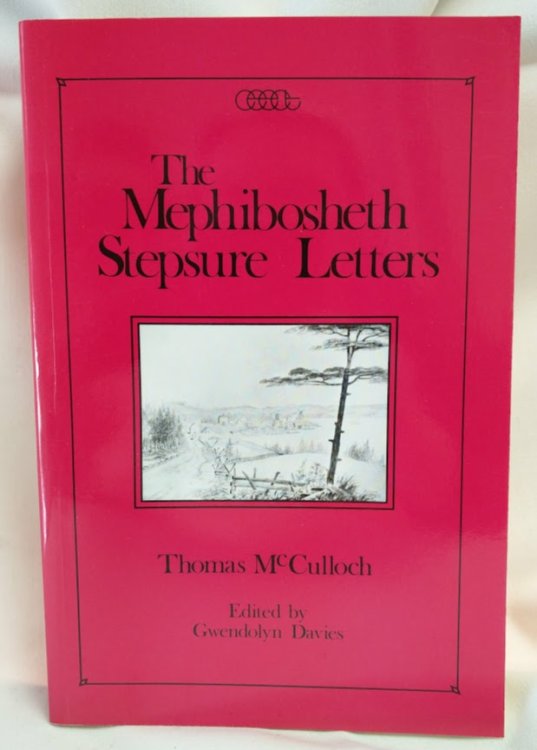 The
Mephibosheth
Stepsure Letters
Thomas McCulloch
Edited by
Gwendolyn Davies